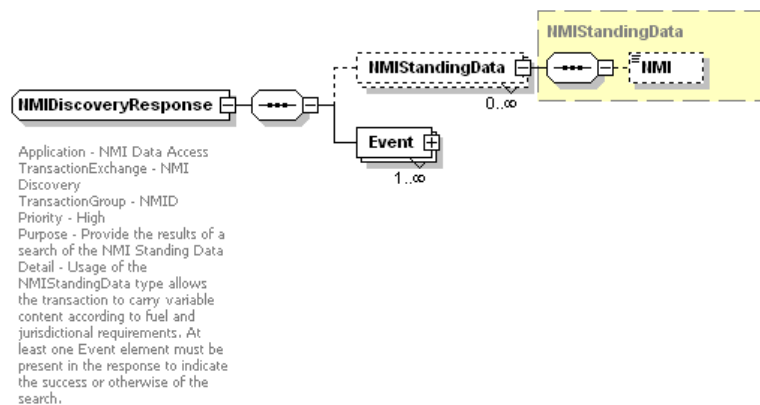 NMIStandingData
NMIStandingData
NMI
0..∞
NMIDiscoveryResponse
Event
1..∞
Application - NMI Data Access
TransactionExchange - NMI
Discovery
TransactionGroup - NMID
Priority - High
Purpose - Provide the results of a
search of the NMI Standing Data
Detail - Usage of the
NMIStandingData type allows
the transaction to carry variable
content according to fuel and
jurisdictional requirements. At
least one Event element must be
present in the response to indicate
the success or otherwise of the
search.